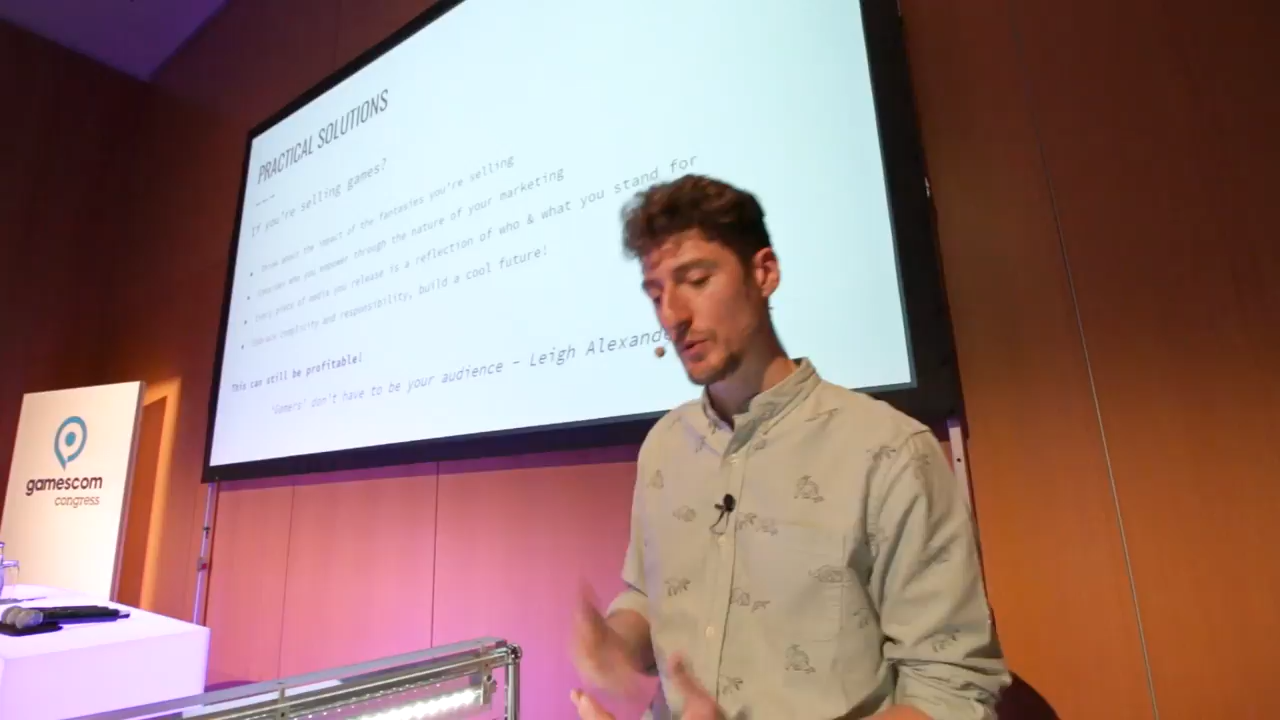 PRACTICAL SOLUTIONS
If you're selling games?
Think about the impact of the fantasies you're selling
Consider who you empower through the nature of your marketing
Every piece of media you release is a reflection of who & what you stand for
Embrace complicity and responsibility, build a cool future!
This can still be profitable!
'Gamers' don't have to be your audience – Leigh Alexand
gamescom
congress